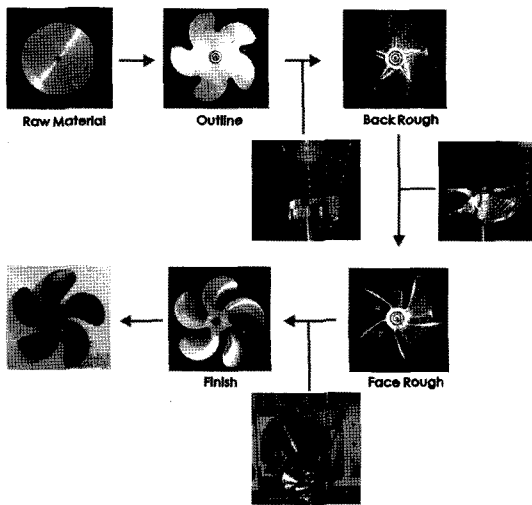 Raw Material
Outline
Back Rough
Finish
Face Rough